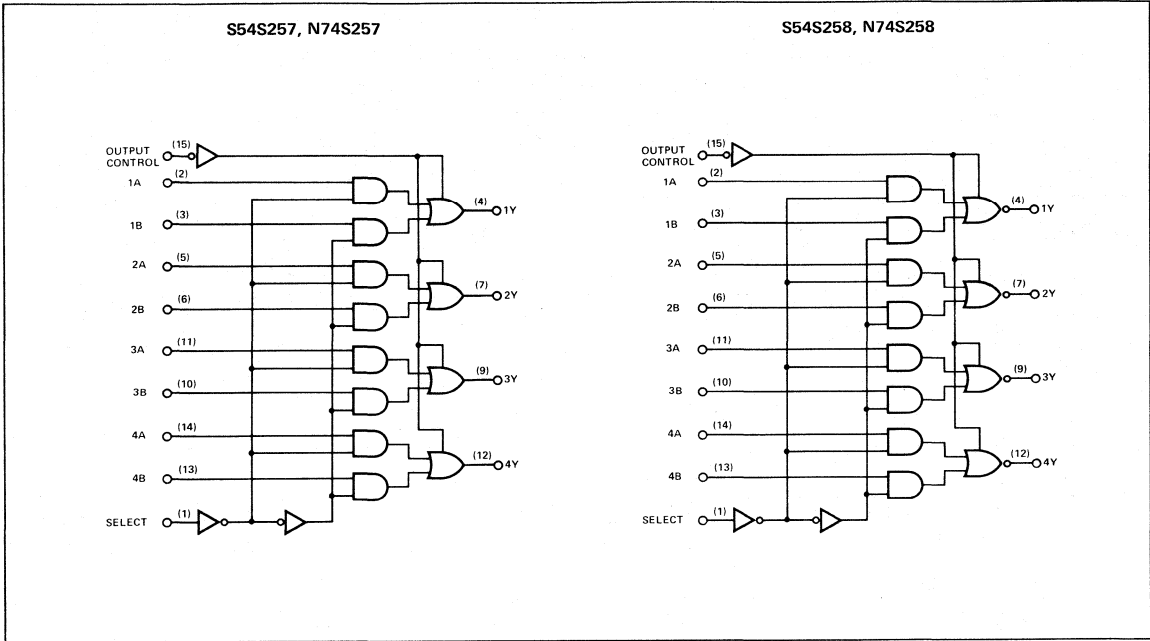 S54S257, N74S257
OUTPUT
CONTROL
(15)
1A
(2)
1B
(3)
2A
(5)
2B
(6)
3A
(11)
3B
(10)
4A
(14)
4B
(13)
SELECT
(1)
(4)
1Y
(7)
2Y
(9)
3Y
(12)
4Y
S54S258, N74S258
OUTPUT
CONTROL
(15)
1A
(2)
1B
(3)
2A
(5)
2B
(6)
3A
(11)
3B
(10)
4A
(14)
4B
(13)
SELECT
(1)
(4)
1Y
(7)
2Y
(9)
3Y
(12)
4Y